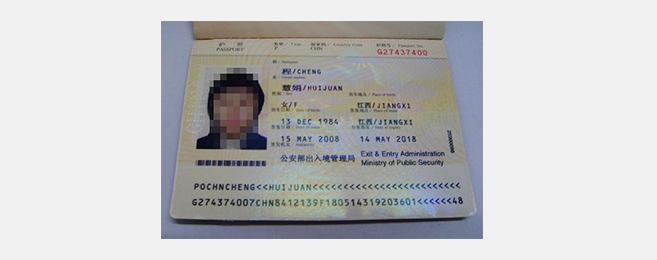 护 照 类型 / Type 国家码 / Country Code 护照号 / Passport No.
PASSPORT P CHN G27437400
姓 / Surname
程/CHENG
名 / Given names
慧娟/HUIJUAN
性别 / Sex 出生地点 / Place of birth
女/F 江西/JIANGXI
出生日期 / Date of birth 签发地点 / Place of issue
13 DEC 1984 江西/JIANGXI
签发日期 / Date of issue 有效期至 / Date of expiry
15 MAY 2008 14 MAY 2018
签发机关 / Authority
公安部出入境管理局 Exit & Entry Administration
Ministry of Public Security
POCHNCHENG<<HUIJUAN<<<<<<<<<<<<<<<<<<<<<<<<<
G274374007CHN8412139F180514319203601<<<<<<48